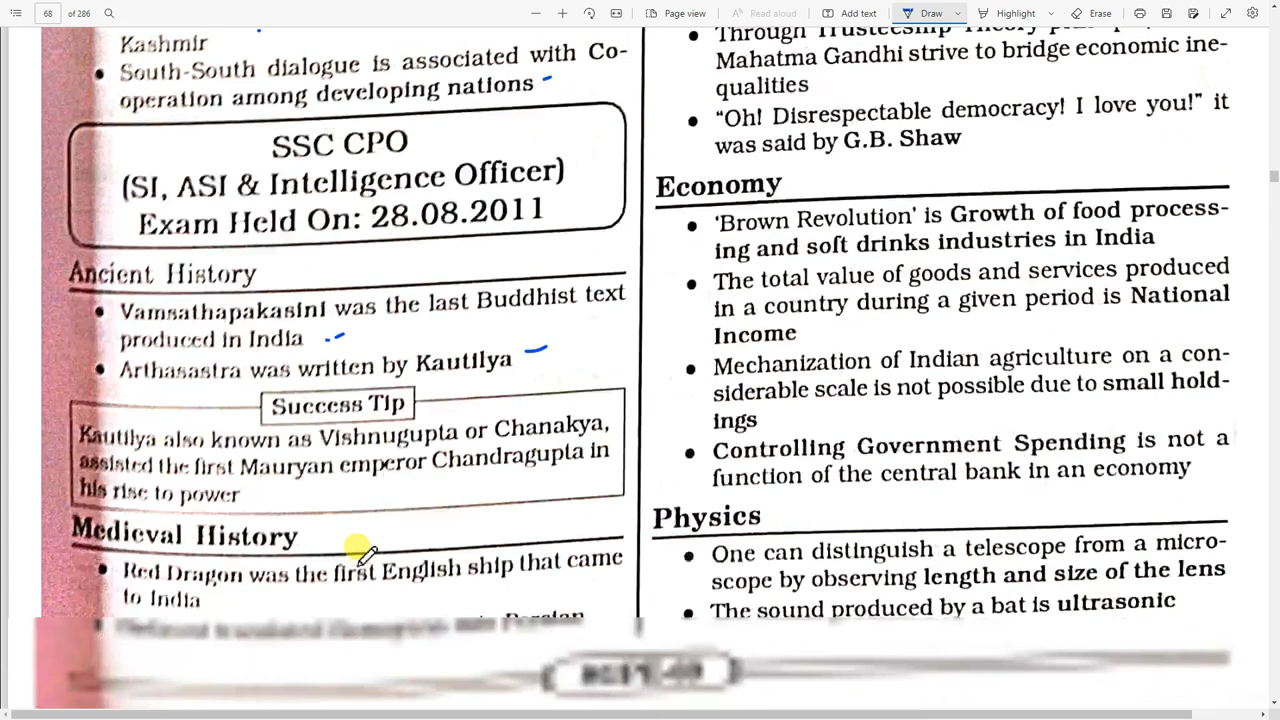 68 of 286
Page view
Read aloud
Add text
Draw
Highlight
Erase
Kashmir
South-South dialogue is associated with Co-
operation among developing nations
SSC CPO
(SI, ASI & Intelligence Officer)
Exam Held On: 28.08.2011
Ancient History
Vamsathapakasini was the last Buddhist text
produced in India
Arthasastra was written by Kautilya
Success Tip
Kautilya also known as Vishnugupta or Chanakya,
assisted the first Mauryan emperor Chandragupta in
his rise to power
Medieval History
Red Dragon was the first English ship that came
to India
Persian
Through Trusteeship Theory
Mahatma Gandhi strive to bridge economic ine-
qualities
“Oh! Disrespectable democracy! I love you!” it
was said by G.B. Shaw
Economy
‘Brown Revolution’ is Growth of food process-
ing and soft drinks industries in India
The total value of goods and services produced
in a country during a given period is National
Income
Mechanization of Indian agriculture on a con-
siderable scale is not possible due to small hold-
ings
Controlling Government Spending is not a
function of the central bank in an economy
Physics
One can distinguish a telescope from a micro-
scope by observing length and size of the lens
The sound produced by a bat is ultrasonic